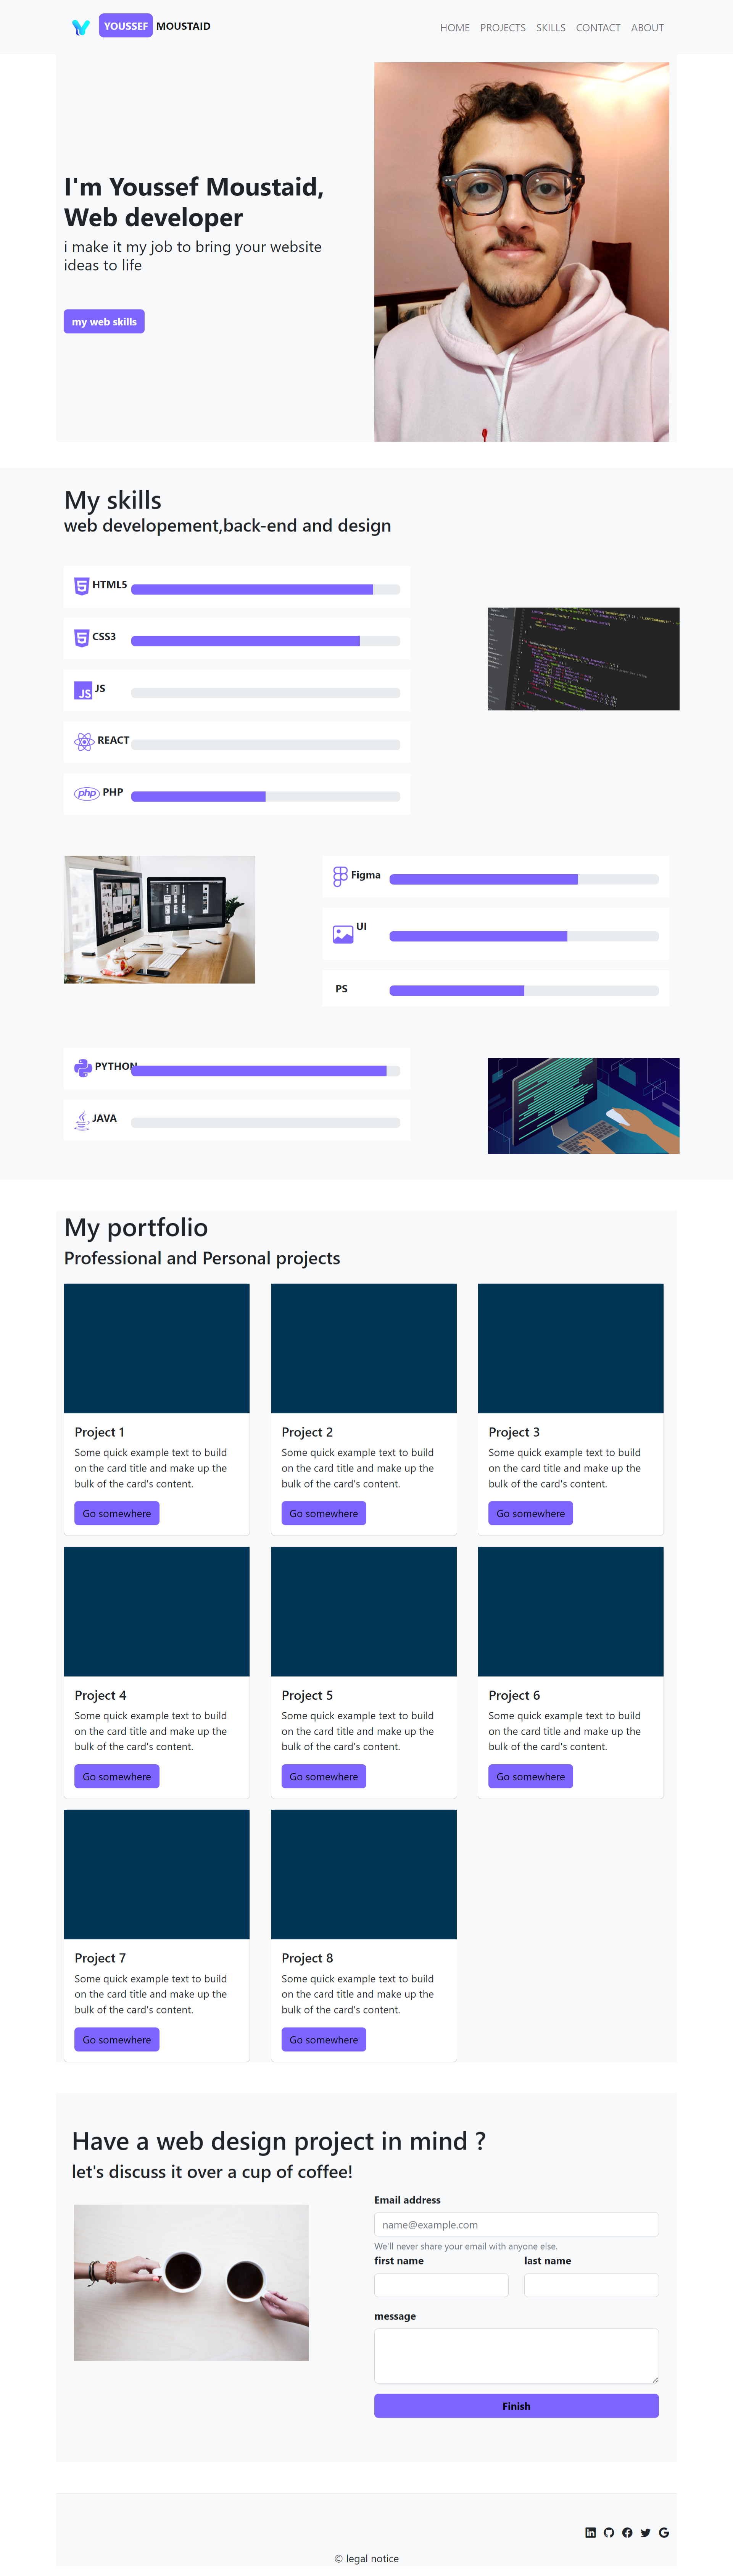 YOUSSEF MOUSTAID
HOME PROJECTS SKILLS CONTACT ABOUT
I'm Youssef Moustaid,
Web developer
i make it my job to bring your website
ideas to life
my web skills
My skills
web developement,back-end and design
HTML5
CSS3
JS
REACT
php PHP
Figma
UI
PS
PYTHON
JAVA
My portfolio
Professional and Personal projects
Project 1
Some quick example text to build
on the card title and make up the
bulk of the card's content.
Go somewhere
Project 2
Some quick example text to build
on the card title and make up the
bulk of the card's content.
Go somewhere
Project 3
Some quick example text to build
on the card title and make up the
bulk of the card's content.
Go somewhere
Project 4
Some quick example text to build
on the card title and make up the
bulk of the card's content.
Go somewhere
Project 5
Some quick example text to build
on the card title and make up the
bulk of the card's content.
Go somewhere
Project 6
Some quick example text to build
on the card title and make up the
bulk of the card's content.
Go somewhere
Project 7
Some quick example text to build
on the card title and make up the
bulk of the card's content.
Go somewhere
Project 8
Some quick example text to build
on the card title and make up the
bulk of the card's content.
Go somewhere
Have a web design project in mind ?
let's discuss it over a cup of coffee!
Email address
name@example.com
We'll never share your email with anyone else.
first name last name
message
Finish
© legal notice